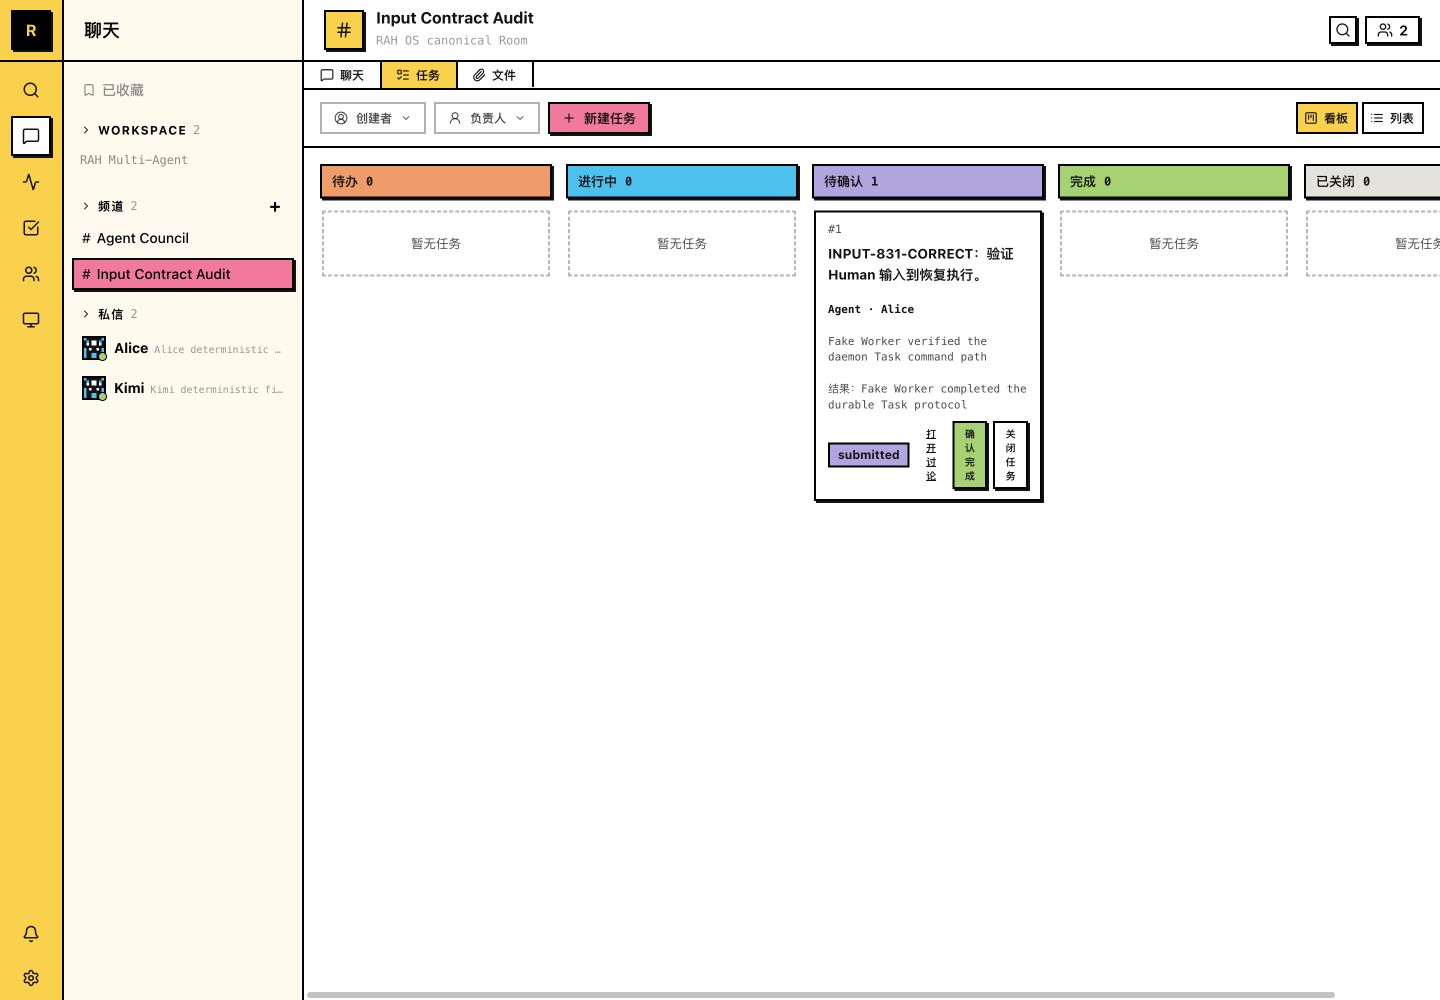 R
聊天
#
Input Contract Audit
RAH OS canonical Room
2
聊天
任务
文件
已收藏
WORKSPACE 2
RAH Multi-Agent
频道 2
+
# Agent Council
# Input Contract Audit
私信 2
Alice Alice deterministic …
Kimi Kimi deterministic fi…
创建者
负责人
+ 新建任务
看板
列表
待办 0
暂无任务
进行中 0
暂无任务
待确认 1
#1
INPUT-831-CORRECT：验证
Human 输入到恢复执行。
Agent · Alice
Fake Worker verified the
daemon Task command path
结果：Fake Worker completed the
durable Task protocol
submitted
打开讨论
确认完成
关闭任务
完成 0
暂无任务
已关闭 0
暂无任